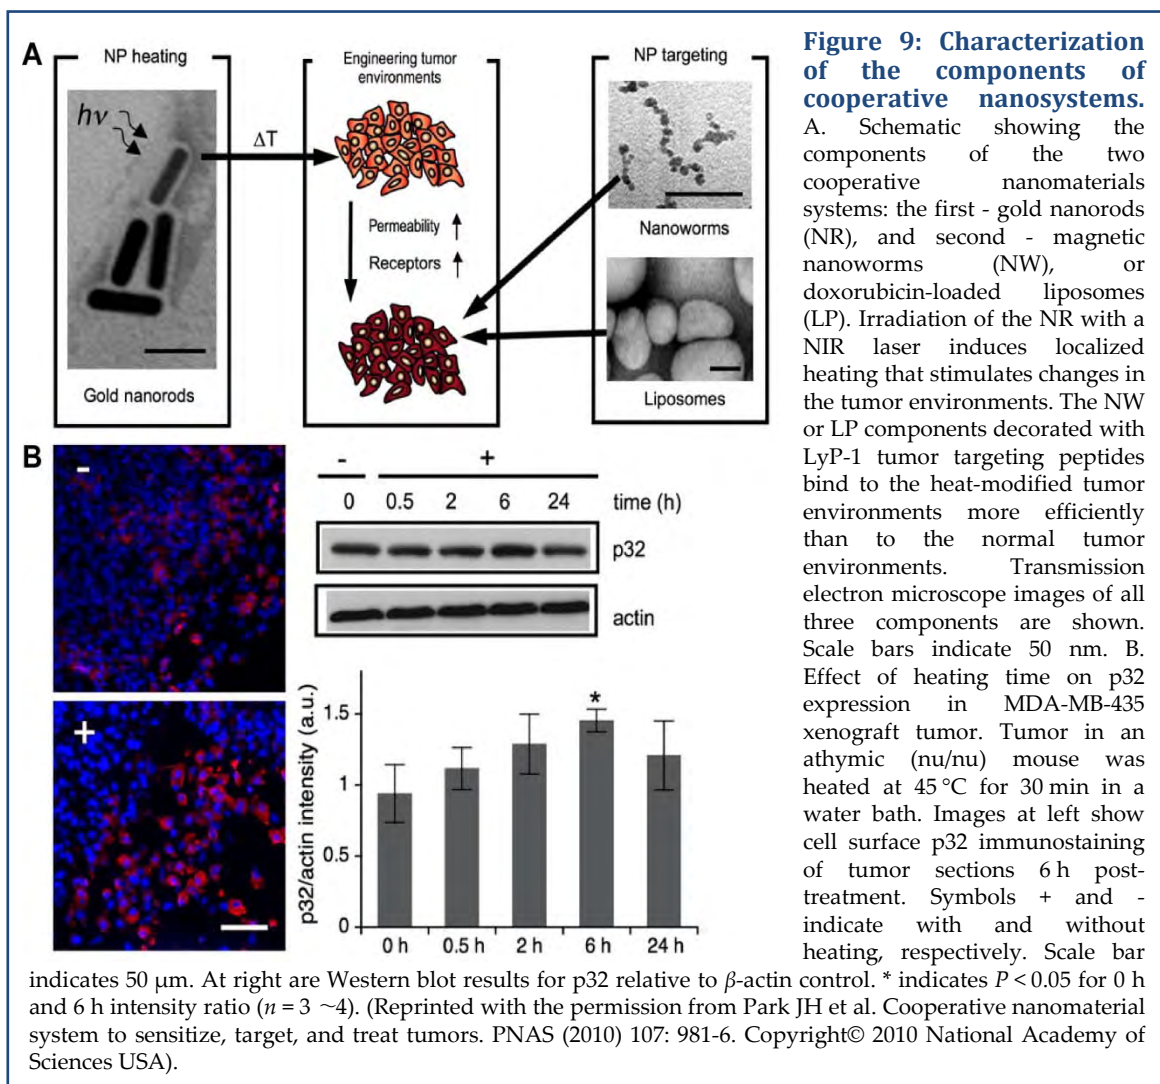 A
NP heating
hν
Gold nanorods
ΔT
Engineering tumor
environments
Permeability ↑
Receptors ↑
NP targeting
Nanoworms
Liposomes
B
-
+
- +
0 0.5 2 6 24 time (h)
p32
actin
p32/actin intensity (a.u.)
1.5
1
0.5
0
*
0 h 0.5 h 2 h 6 h 24 h
Figure 9: Characterization
of the components of
cooperative nanosystems.
A. Schematic showing the
components of the two
cooperative nanomaterials
systems: the first - gold nanorods
(NR), and second - magnetic
nanoworms (NW), or
doxorubicin-loaded liposomes
(LP). Irradiation of the NR with a
NIR laser induces localized
heating that stimulates changes in
the tumor environments. The NW
or LP components decorated with
LyP-1 tumor targeting peptides
bind to the heat-modified tumor
environments more efficiently
than to the normal tumor
environments. Transmission
electron microscope images of all
three components are shown.
Scale bars indicate 50 nm. B.
Effect of heating time on p32
expression in MDA-MB-435
xenograft tumor. Tumor in an
athymic (nu/nu) mouse was
heated at 45 °C for 30 min in a
water bath. Images at left show
cell surface p32 immunostaining
of tumor sections 6 h post-
treatment. Symbols + and -
indicate with and without
heating, respectively. Scale bar
indicates 50 μm. At right are Western blot results for p32 relative to β-actin control. * indicates P < 0.05 for 0 h
and 6 h intensity ratio (n = 3 ~4). (Reprinted with the permission from Park JH et al. Cooperative nanomaterial
system to sensitize, target, and treat tumors. PNAS (2010) 107: 981-6. Copyright© 2010 National Academy of
Sciences USA).